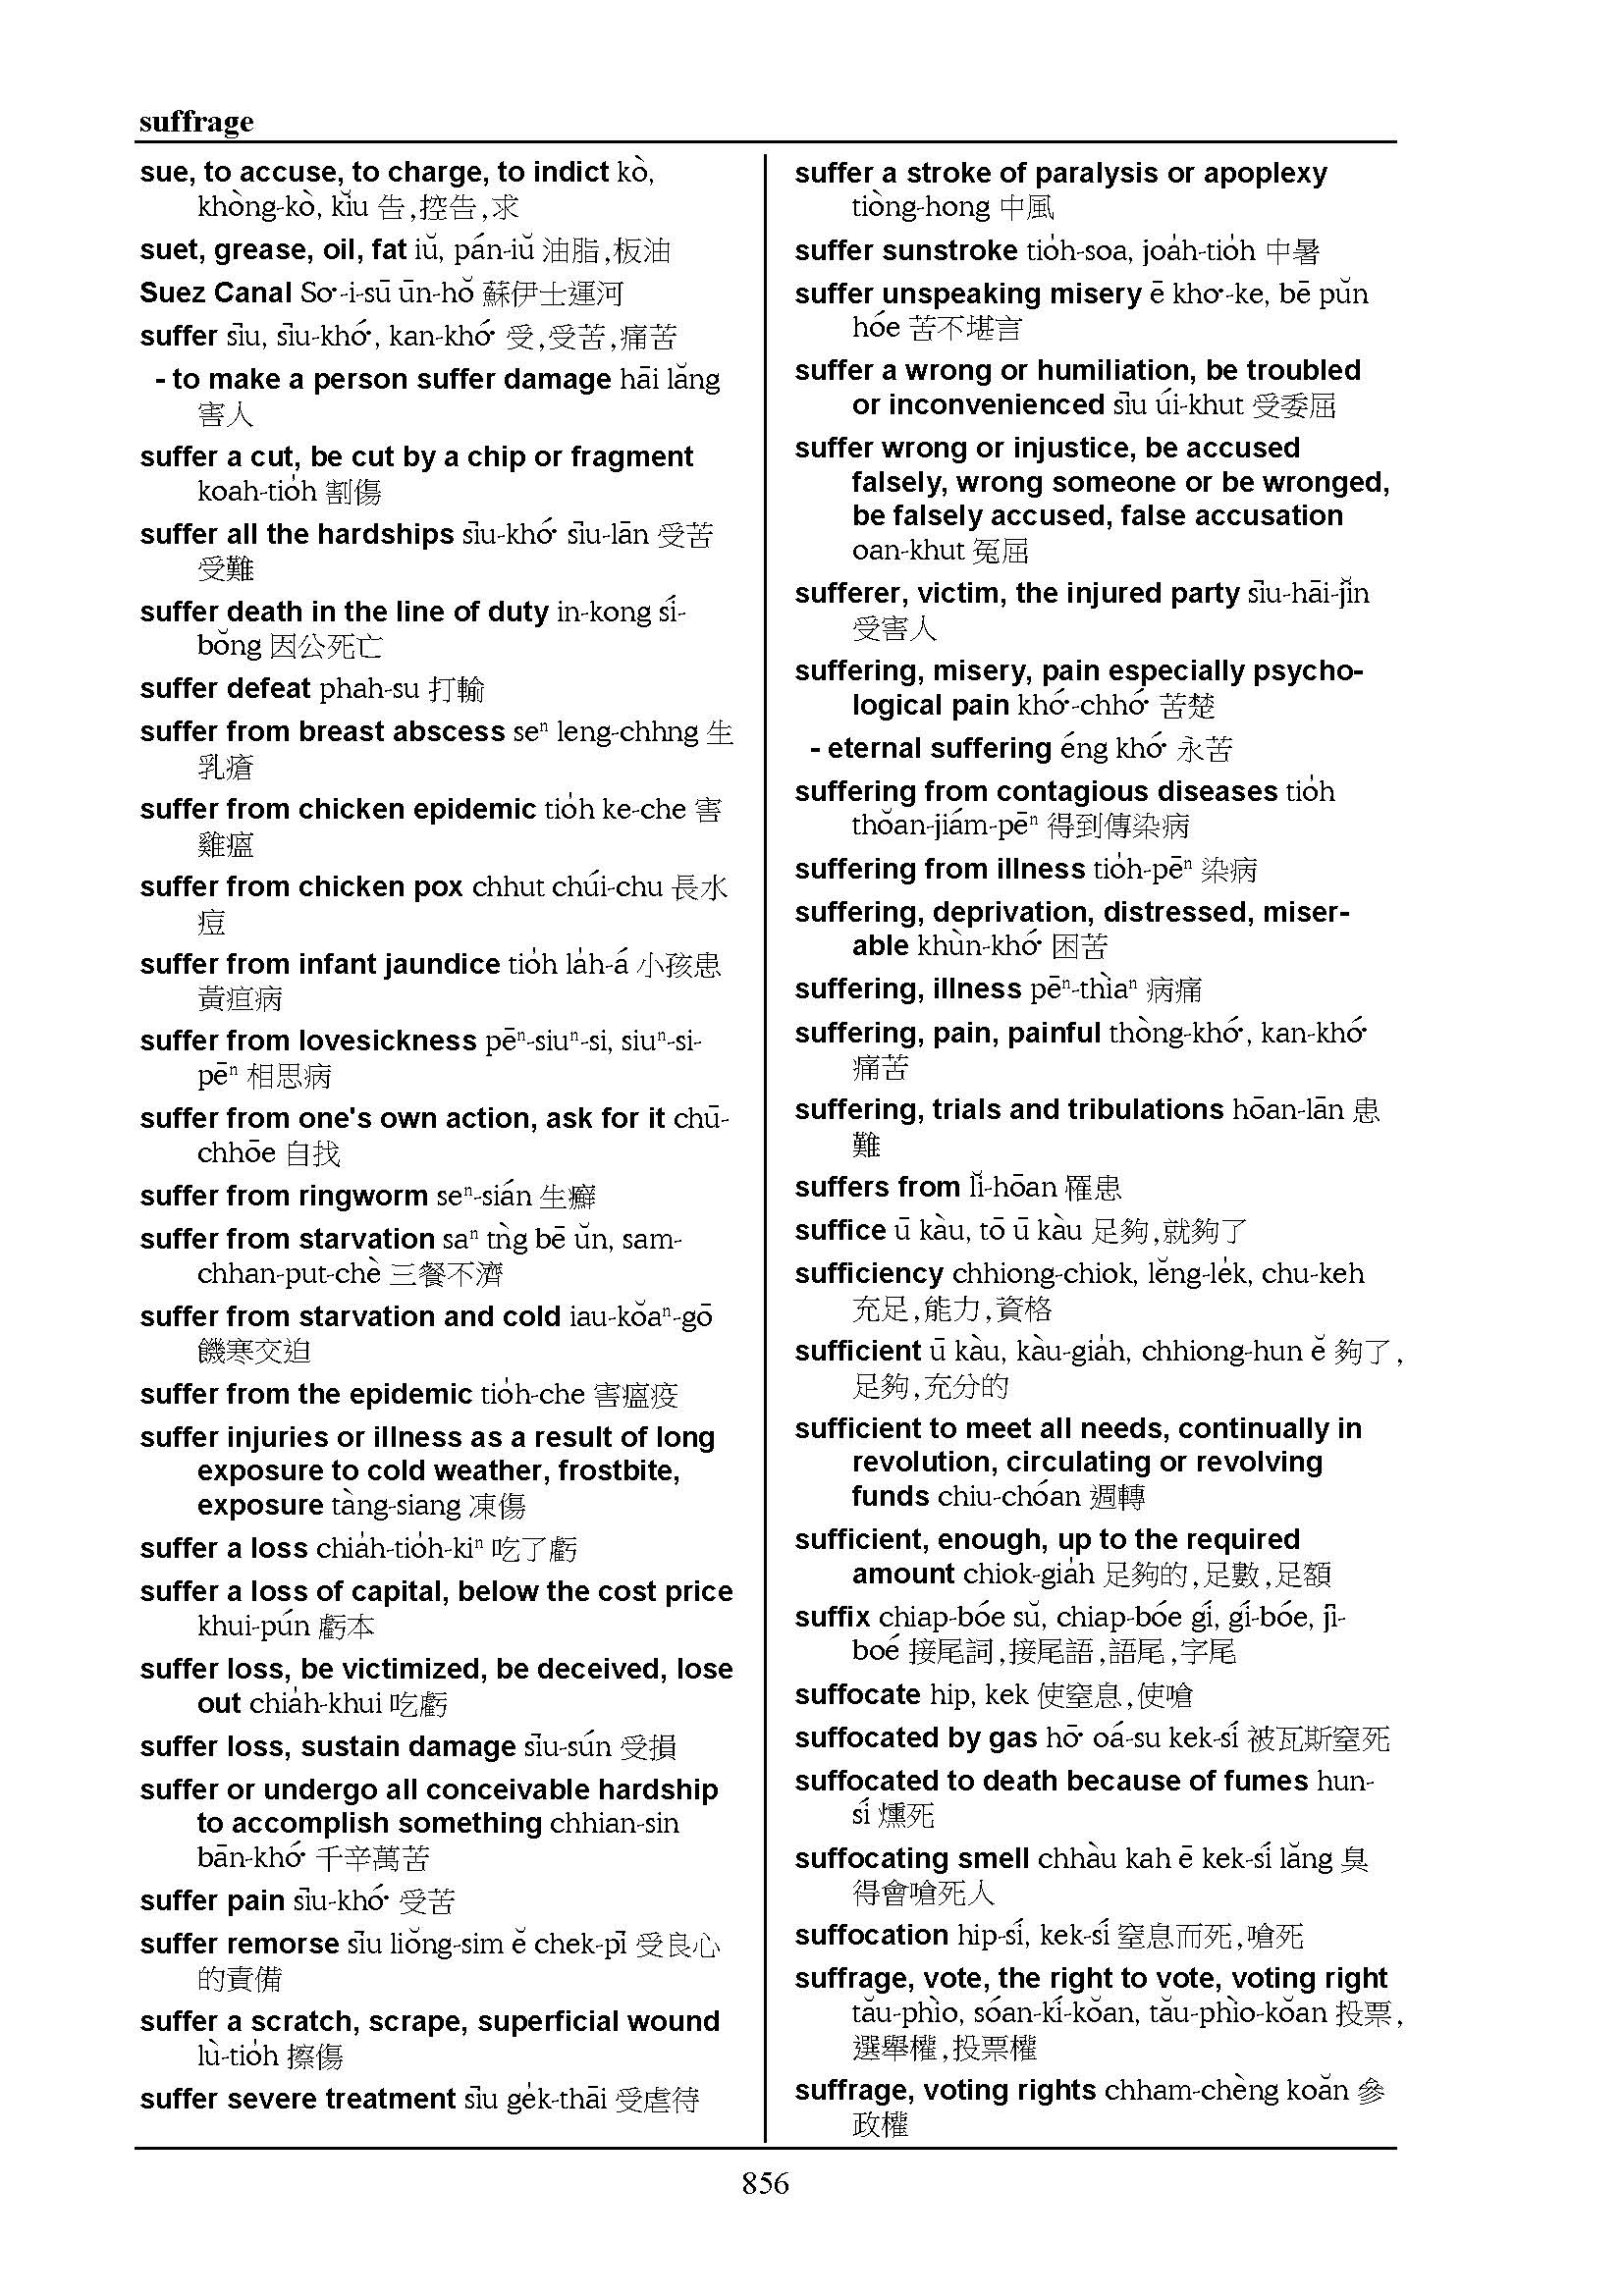 suffrage
sue, to accuse, to charge, to indict kò,
khòng-kò, kĭu 告,控告,求
suet, grease, oil, fat iŭ, pán-iŭ 油脂,板油
Suez Canal So͘-i-sū ūn-hŏ 蘇伊士運河
suffer sīu, sīu-khó͘, kan-khó͘ 受,受苦,痛苦
- to make a person suffer damage hāi lăng
害人
suffer a cut, be cut by a chip or fragment
koah-tio̍h 割傷
suffer all the hardships sīu-khó͘ sīu-lān 受苦
受難
suffer death in the line of duty in-kong sí-
bŏng 因公死亡
suffer defeat phah-su 打輸
suffer from breast abscess seⁿ leng-chhng 生
乳瘡
suffer from chicken epidemic tio̍h ke-che 害
雞瘟
suffer from chicken pox chhut chúi-chu 長水
痘
suffer from infant jaundice tio̍h la̍h-á 小孩患
黃疸病
suffer from lovesickness pēⁿ-siuⁿ-si, siuⁿ-si-
pēⁿ 相思病
suffer from one's own action, ask for it chū-
chhōe 自找
suffer from ringworm seⁿ-sián 生癬
suffer from starvation saⁿ tǹg bē ŭn, sam-
chhan-put-chè 三餐不濟
suffer from starvation and cold iau-kŏaⁿ-gō
饑寒交迫
suffer from the epidemic tio̍h-che 害瘟疫
suffer injuries or illness as a result of long
exposure to cold weather, frostbite,
exposure tàng-siang 凍傷
suffer a loss chia̍h-tio̍h-kiⁿ 吃了虧
suffer a loss of capital, below the cost price
khui-pún 虧本
suffer loss, be victimized, be deceived, lose
out chia̍h-khui 吃虧
suffer loss, sustain damage sīu-sún 受損
suffer or undergo all conceivable hardship
to accomplish something chhian-sin
bān-khó͘ 千辛萬苦
suffer pain sīu-khó͘ 受苦
suffer remorse sīu liŏng-sim ĕ chek-pī 受良心
的責備
suffer a scratch, scrape, superficial wound
lù-tio̍h 擦傷
suffer severe treatment sīu ge̍k-thāi 受虐待
suffer a stroke of paralysis or apoplexy
tiòng-hong 中風
suffer sunstroke tio̍h-soa, joa̍h-tio̍h 中暑
suffer unspeaking misery ē kho͘-ke, bē pŭn
hóe 苦不堪言
suffer a wrong or humiliation, be troubled
or inconvenienced sīu úi-khut 受委屈
suffer wrong or injustice, be accused
falsely, wrong someone or be wronged,
be falsely accused, false accusation
oan-khut 冤屈
sufferer, victim, the injured party sīu-hāi-jĭn
受害人
suffering, misery, pain especially psycho-
logical pain khó͘-chhó͘ 苦楚
- eternal suffering éng khó͘ 永苦
suffering from contagious diseases tio̍h
thŏan-jiám-pēⁿ 得到傳染病
suffering from illness tio̍h-pēⁿ 染病
suffering, deprivation, distressed, miser-
able khùn-khó͘ 困苦
suffering, illness pēⁿ-thìaⁿ 病痛
suffering, pain, painful thòng-khó͘, kan-khó͘
痛苦
suffering, trials and tribulations hōan-lān 患
難
suffers from lĭ-hōan 罹患
suffice ū kàu, tō ū kàu 足夠,就夠了
sufficiency chhiong-chiok, lĕng-le̍k, chu-keh
充足,能力,資格
sufficient ū kàu, kàu-gia̍h, chhiong-hun ĕ 夠了,
足夠,充分的
sufficient to meet all needs, continually in
revolution, circulating or revolving
funds chiu-chóan 週轉
sufficient, enough, up to the required
amount chiok-gia̍h 足夠的,足數,足額
suffix chiap-bóe sŭ, chiap-bóe gí, gí-bóe, jī-
boé 接尾詞,接尾語,語尾,字尾
suffocate hip, kek 使窒息,使嗆
suffocated by gas hō͘ oá-su kek-sí 被瓦斯窒死
suffocated to death because of fumes hun-
sí 燻死
suffocating smell chhàu kah ē kek-sí lăng 臭
得會嗆死人
suffocation hip-sí, kek-sí 窒息而死,嗆死
suffrage, vote, the right to vote, voting right
tău-phìo, sóan-kí-kŏan, tău-phìo-kŏan 投票,
選舉權,投票權
suffrage, voting rights chham-chèng koăn 參
政權
856